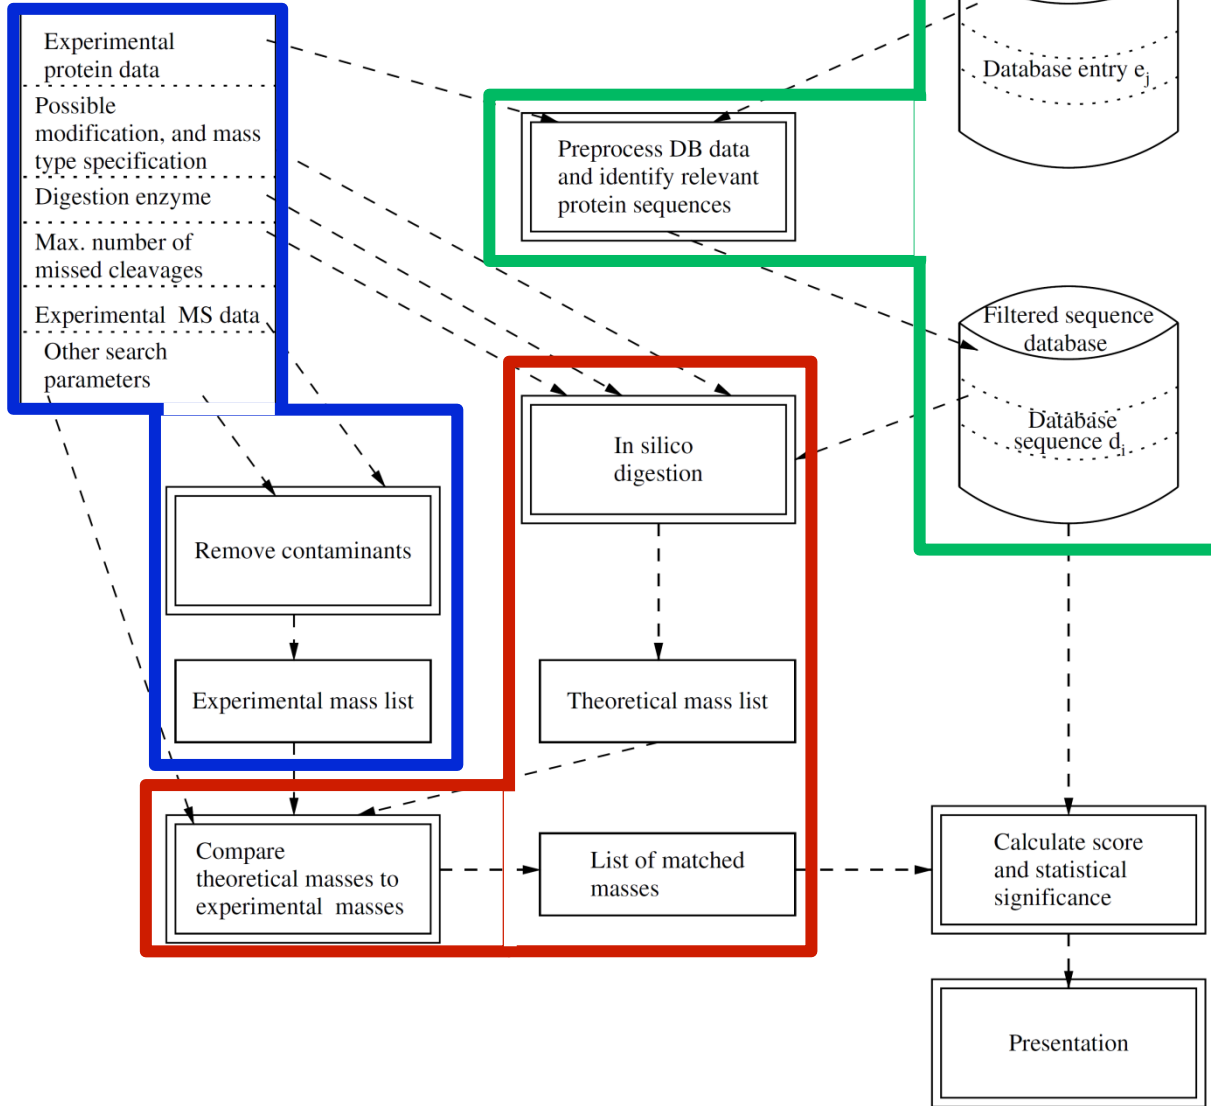 Experimental
protein data
Possible
modification, and mass
type specification
Digestion enzyme
Max. number of
missed cleavages
Experimental MS data
Other search
parameters
Database entry e_j
Preprocess DB data
and identify relevant
protein sequences
Filtered sequence
database
Database
sequence d_i
In silico
digestion
Remove contaminants
Experimental mass list
Theoretical mass list
Compare
theoretical masses to
experimental masses
List of matched
masses
Calculate score
and statistical
significance
Presentation